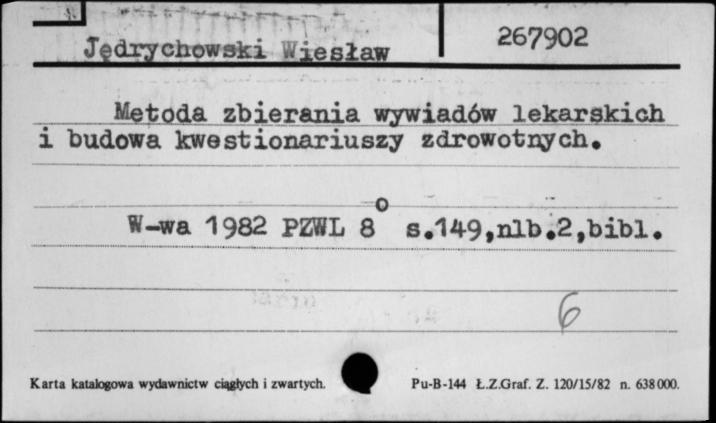 Jędrychowski Wiesław 267902
Metoda zbierania wywiadów lekarskich
i budowa kwestionariuszy zdrowotnych.
W-wa 1982 PZWL 8° s.149,nlb.2,bibl.
6
Karta katalogowa wydawnictw ciągłych i zwartych. Pu-B-144 Ł.Z.Graf. Z. 120/15/82 n. 638000.